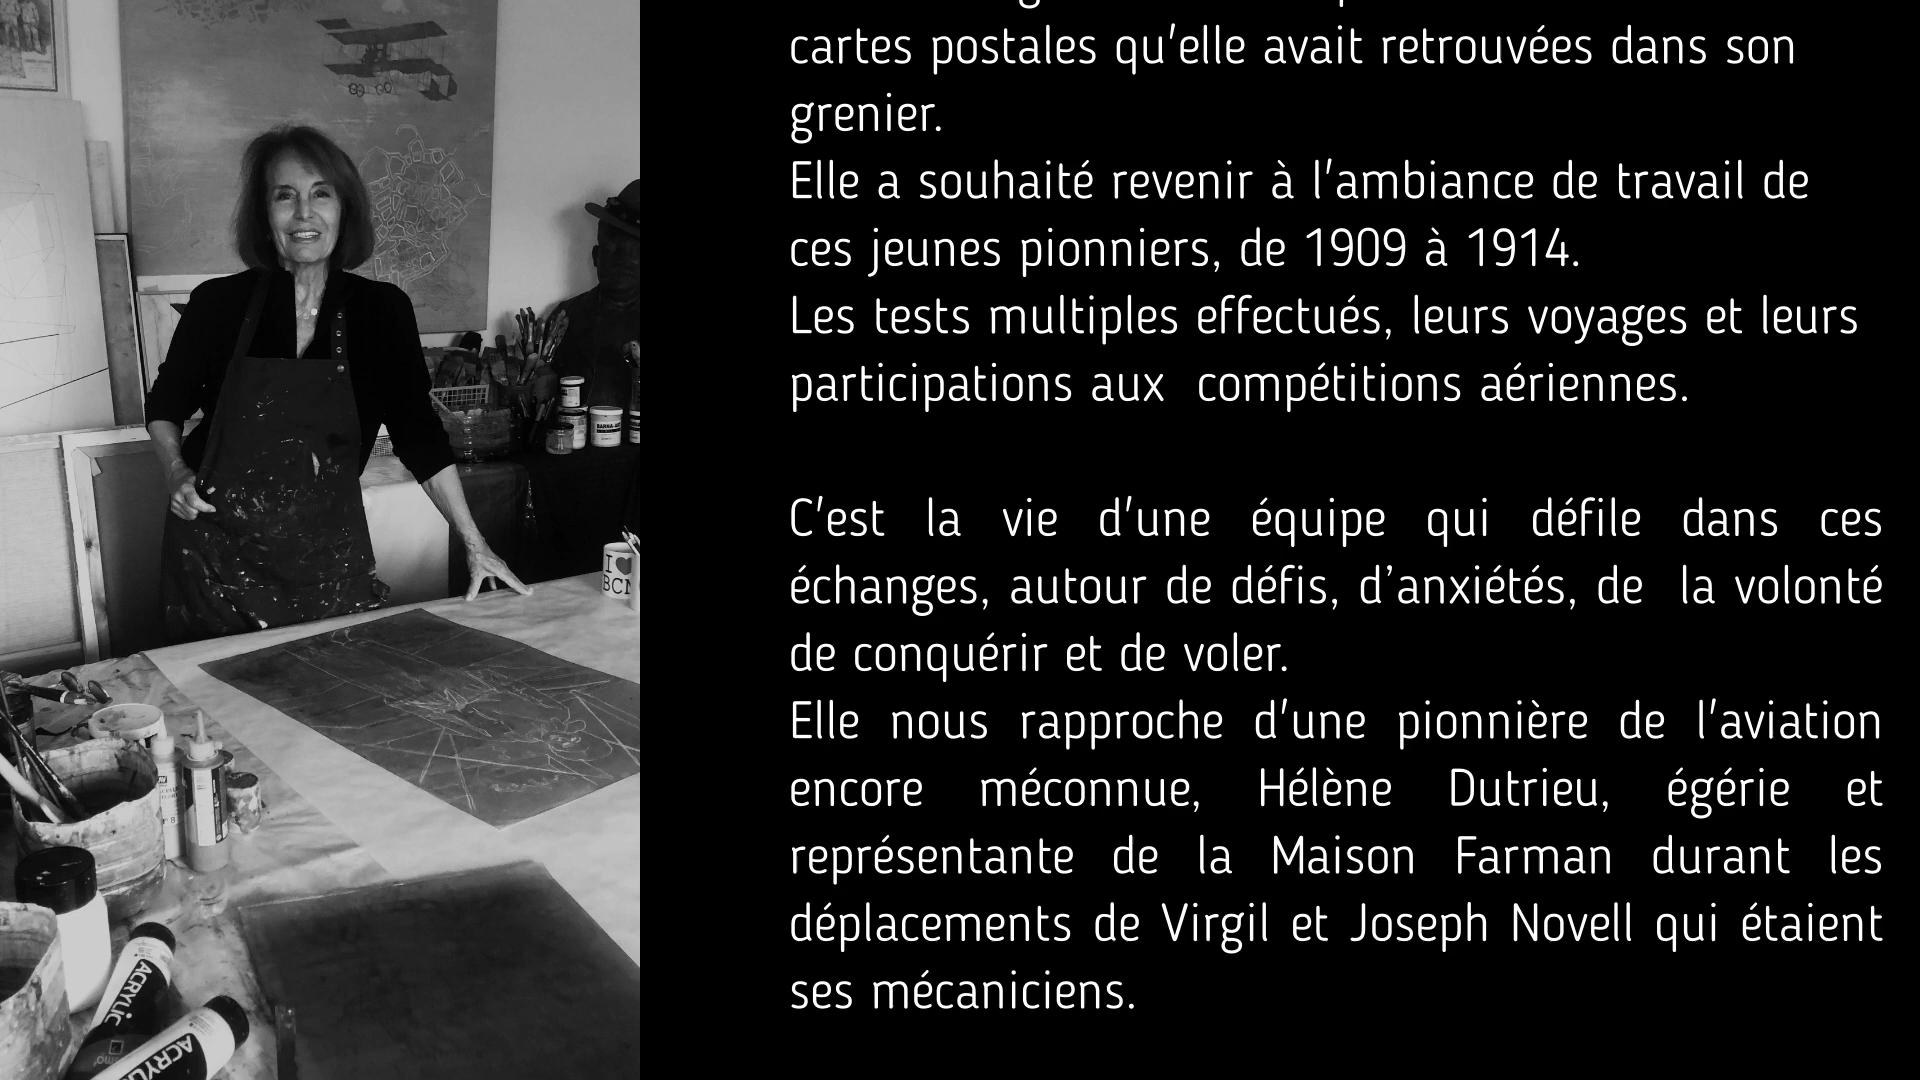 cartes postales qu'elle avait retrouvées dans son
grenier.
Elle a souhaité revenir à l'ambiance de travail de
ces jeunes pionniers, de 1909 à 1914.
Les tests multiples effectués, leurs voyages et leurs
participations aux compétitions aériennes.
C'est la vie d'une équipe qui défile dans ces
échanges, autour de défis, d’anxiétés, de la volonté
de conquérir et de voler.
Elle nous rapproche d'une pionnière de l'aviation
encore méconnue, Hélène Dutrieu, égérie et
représentante de la Maison Farman durant les
déplacements de Virgil et Joseph Novell qui étaient
ses mécaniciens.
I
BCN
ACRYLIC
ACRYLIC